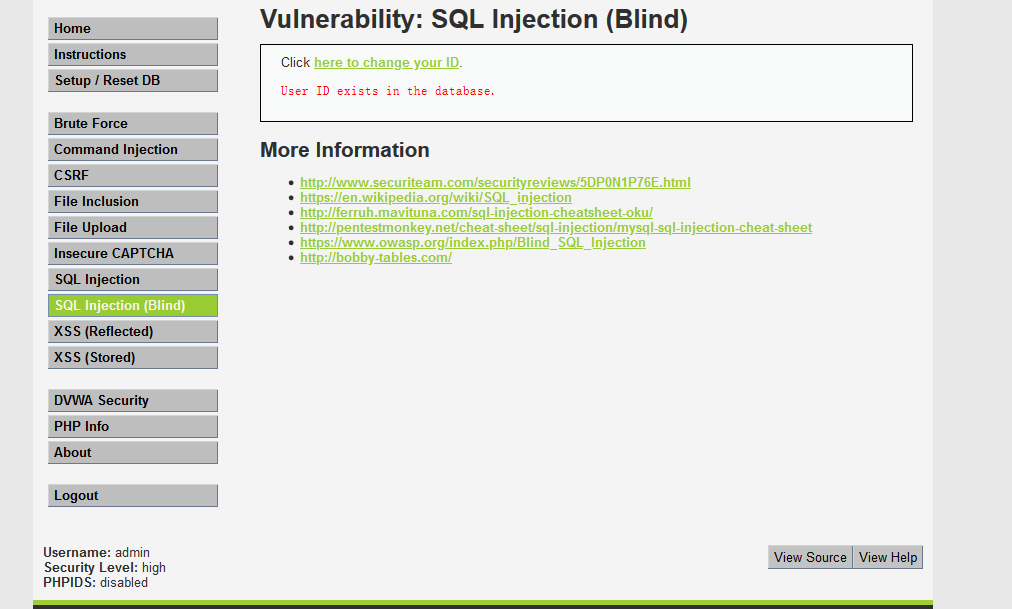 Home
Instructions
Setup / Reset DB
Brute Force
Command Injection
CSRF
File Inclusion
File Upload
Insecure CAPTCHA
SQL Injection
SQL Injection (Blind)
XSS (Reflected)
XSS (Stored)
DVWA Security
PHP Info
About
Logout
Vulnerability: SQL Injection (Blind)
Click here to change your ID.
User ID exists in the database.
More Information
http://www.securiteam.com/securityreviews/5DP0N1P76E.html
https://en.wikipedia.org/wiki/SQL_injection
http://ferruh.mavituna.com/sql-injection-cheatsheet-oku/
http://pentestmonkey.net/cheat-sheet/sql-injection/mysql-sql-injection-cheat-sheet
https://www.owasp.org/index.php/Blind_SQL_Injection
http://bobby-tables.com/
Username: admin
Security Level: high
PHPIDS: disabled
View Source View Help